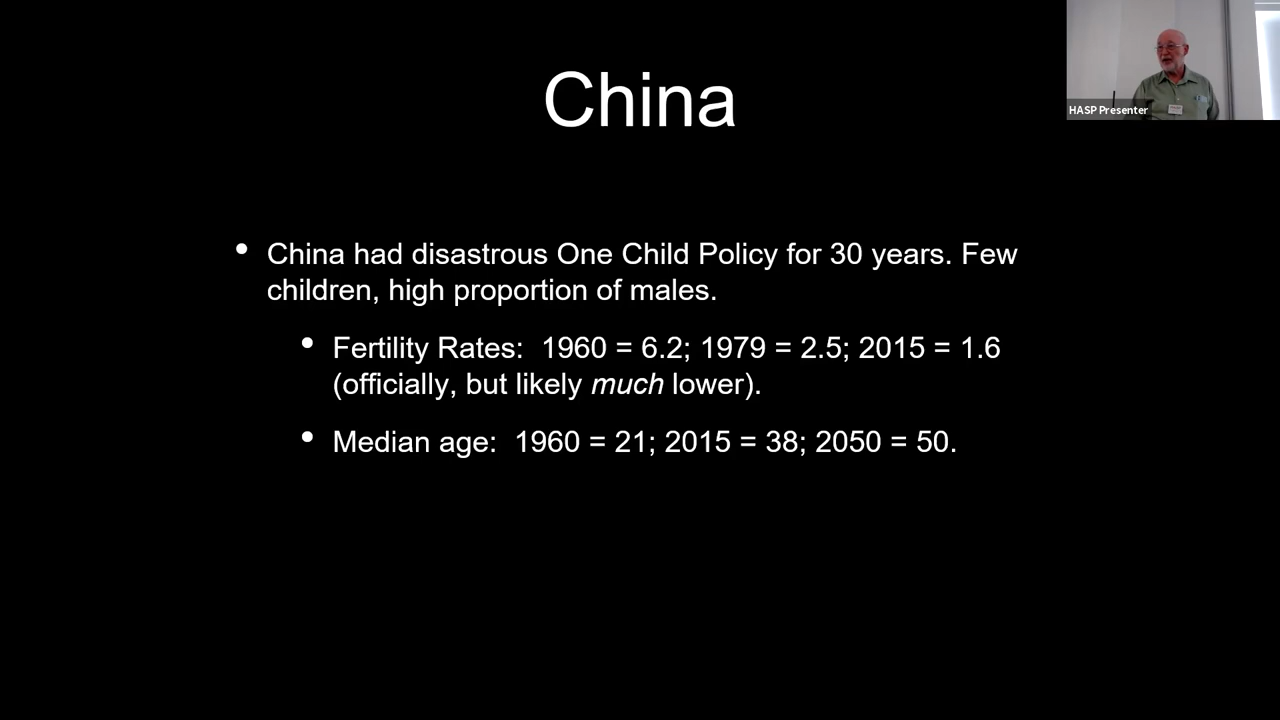 China
HASP Presenter
China had disastrous One Child Policy for 30 years. Few
children, high proportion of males.
Fertility Rates: 1960 = 6.2; 1979 = 2.5; 2015 = 1.6
(officially, but likely much lower).
Median age: 1960 = 21; 2015 = 38; 2050 = 50.